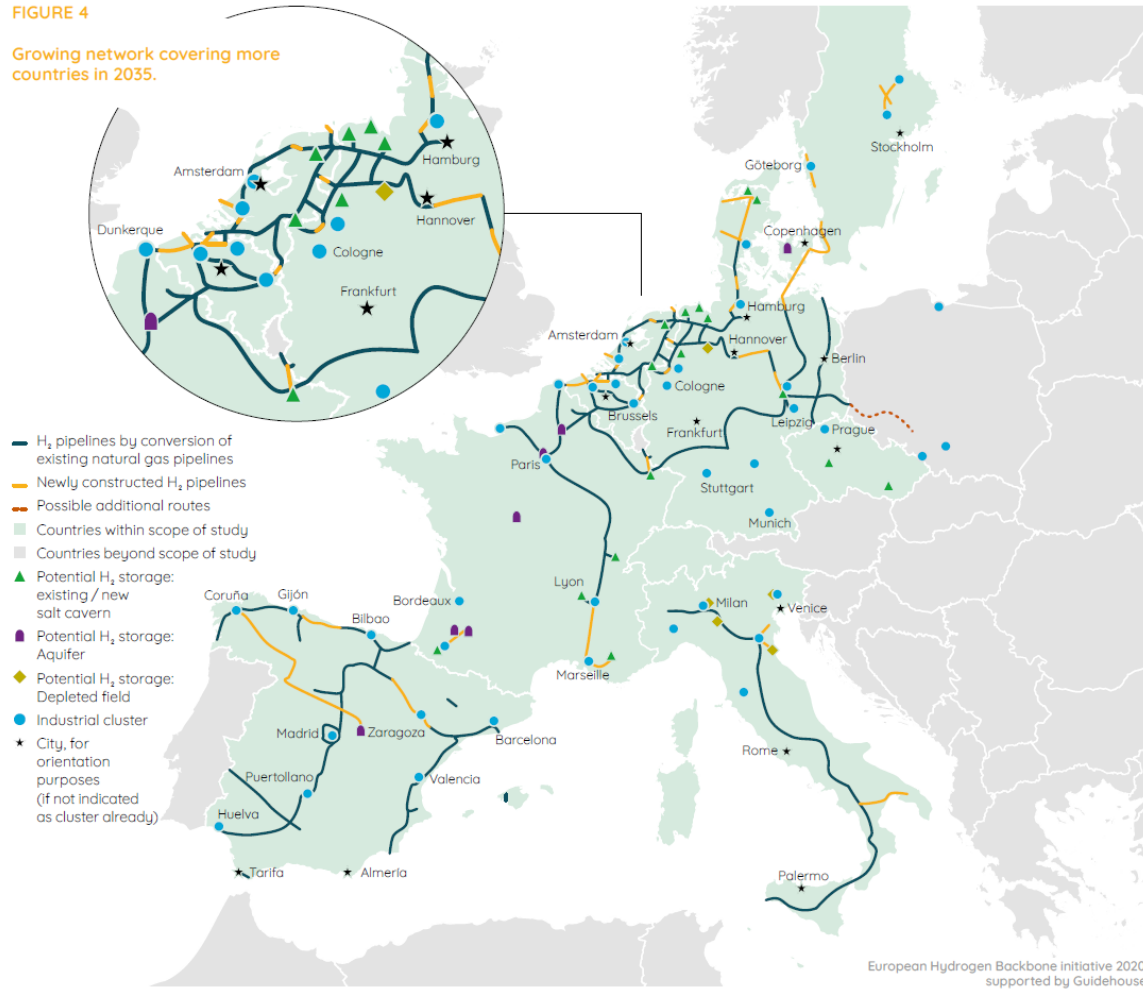 FIGURE 4
Growing network covering more
countries in 2035.
Amsterdam
Hamburg
Hannover
Dunkerque
Cologne
Frankfurt
Stockholm
Göteborg
Copenhagen
Hamburg
Amsterdam
Hannover
Berlin
Cologne
Brussels
Frankfurt
Leipzig
Prague
Paris
Stuttgart
Munich
H₂ pipelines by conversion of
existing natural gas pipelines
Newly constructed H₂ pipelines
Possible additional routes
Countries within scope of study
Countries beyond scope of study
Potential H₂ storage:
existing / new
salt cavern
Potential H₂ storage:
Aquifer
Potential H₂ storage:
Depleted field
Industrial cluster
City, for
orientation
purposes
(if not indicated
as cluster already)
Lyon
Coruña
Gijón
Bordeaux
Bilbao
Milan
Venice
Marseille
Madrid
Zaragoza
Barcelona
Rome
Puertollano
Valencia
Huelva
Tarifa
Almería
Palermo
European Hydrogen Backbone initiative 2020
supported by Guidehouse